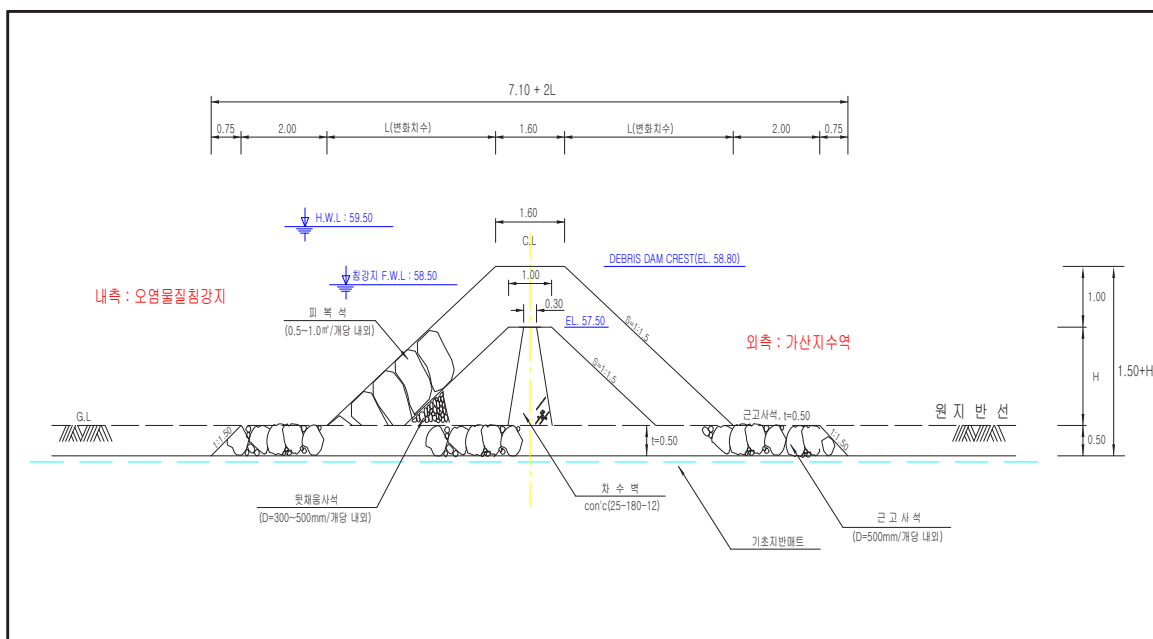 7.10 + 2L
0.75
2.00
L(변화치수)
1.60
L(변화치수)
2.00
0.75
H.W.L : 59.50
1.60
C.L
DEBRIS DAM CREST(EL. 58.80)
침강지 F.W.L : 58.50
1.00
1.00
내측 : 오염물질침강지
0.30
피 복 석
(0.5~1.0㎥/개당 내외)
EL. 57.50
S=1:1.5
외측 : 가산지수역
S=1:1.5
H
1.50+H
G.L
근고사석, t=0.50
원 지 반 선
1:1.50
t=0.50
1:1.50
0.50
뒷채움사석
(D=300~500mm/개당 내외)
차 수 벽
con'c(25-180-12)
근 고 사 석
(D=500mm/개당 내외)
기초지반매트